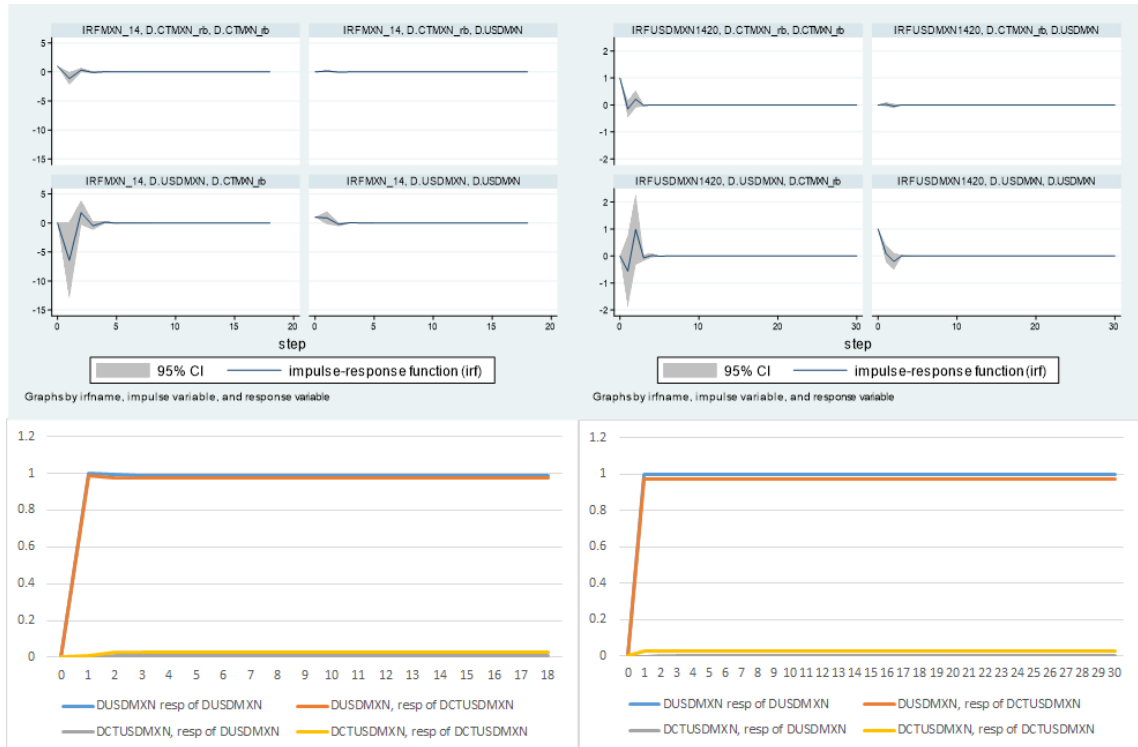 IRFMXN_14, D.CTMXN_rb, D.CTMXN_rb
IRFMXN_14, D.CTMXN_rb, D.USDMXN
5
0
-5
-10
-15
IRFMXN_14, D.USDMXN, D.CTMXN_rb
IRFMXN_14, D.USDMXN, D.USDMXN
5
0
-5
-10
-15
0 5 10 15 20 0 5 10 15 20
step
95% CI impulse-response function (irf)
Graphs by irfname, impulse variable, and response variable
IRFUSDMXN1420, D.CTMXN_rb, D.CTMXN_rb
IRFUSDMXN1420, D.CTMXN_rb, D.USDMXN
2
1
0
-1
-2
IRFUSDMXN1420, D.USDMXN, D.CTMXN_rb
IRFUSDMXN1420, D.USDMXN, D.USDMXN
2
1
0
-1
-2
0 10 20 30 0 10 20 30
step
95% CI impulse-response function (irf)
Graphs by irfname, impulse variable, and response variable
1.2
1
0.8
0.6
0.4
0.2
0
0 1 2 3 4 5 6 7 8 9 10 11 12 13 14 15 16 17 18
DUSDMXN resp of DUSDMXN DUSDMXN, resp of DCTUSDMXN
DCTUSDMXN, resp of DUSDMXN DCTUSDMXN, resp of DCTUSDMXN
1.2
1
0.8
0.6
0.4
0.2
0
0 1 2 3 4 5 6 7 8 9 10 11 12 13 14 15 16 17 18 19 20 21 22 23 24 25 26 27 28 29 30
DUSDMXN resp of DUSDMXN DUSDMXN, resp of DCTUSDMXN
DCTUSDMXN, resp of DUSDMXN DCTUSDMXN, resp of DCTUSDMXN